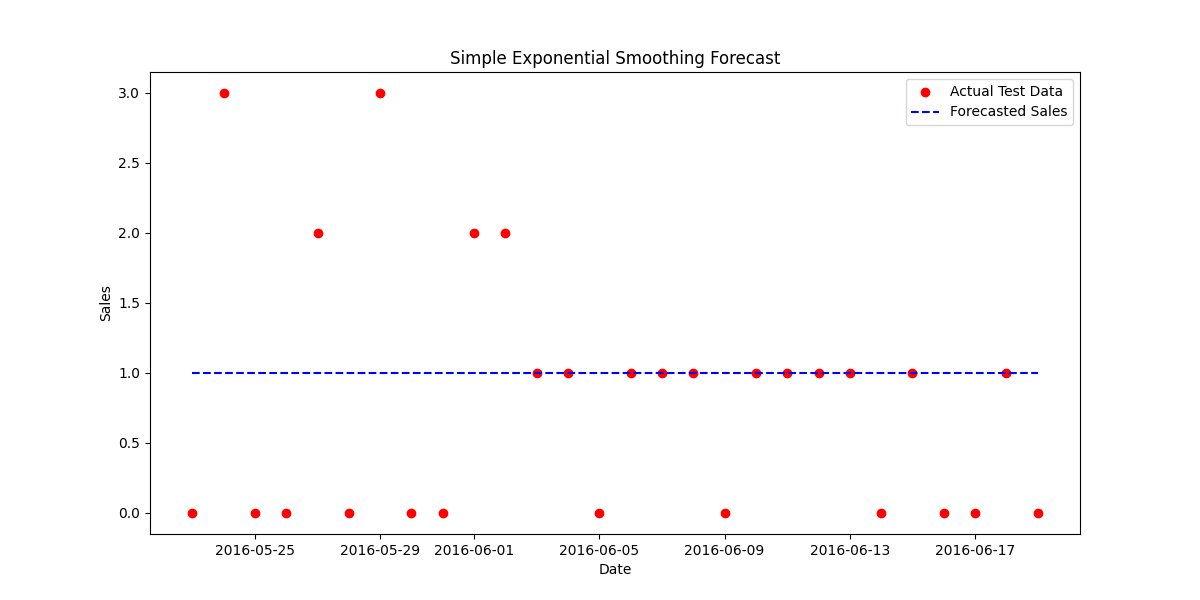 Simple Exponential Smoothing Forecast
Actual Test Data
Forecasted Sales
3.0
2.5
2.0
1.5
1.0
0.5
0.0
Sales
2016-05-25 2016-05-29 2016-06-01 2016-06-05 2016-06-09 2016-06-13 2016-06-17
Date